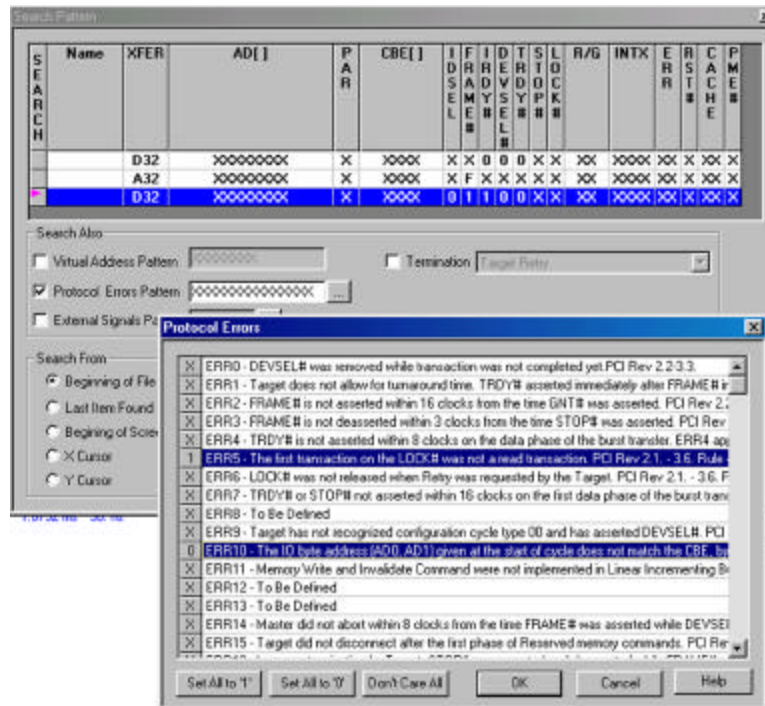 Search Pattern
SEARCH Name XFER AD[ ] PAR CBE[ ] IDSEL FRAME# IRDY# DEVSEL# TRDY# STOP# LOCK# R/G INTX ERR RST# CACHE PME#
D32 XXXXXXXX X XXXX X X 0 0 0 X X XX XXXX XX X XX X
A32 XXXXXXXX X XXXX X F X X X X X XX XXXX XX X XX X
D32 XXXXXXXX X XXXX 0 1 1 0 0 X X XX XXXX XX X XX X
Search Also
Virtual Address Pattern XXXXXXXX Termination Target Retry
Protocol Errors Pattern ...
External Signals Pa
Search From
Beginning of File
Last Item Found
Begining of Scree
X Cursor
Y Cursor
Protocol Errors
X ERR0 - DEVSEL# was removed while transaction was not completed yet.PCI Rev 2.2-3.3.
X ERR1 - Target does not allow for turnaround time. TRDY# asserted immediately after FRAME# in
X ERR2 - FRAME# is not asserted within 16 clocks from the time GNT# was asserted. PCI Rev 2.
X ERR3 - FRAME# is not deasserted within 3 clocks from the time STOP# was asserted. PCI Rev
X ERR4 - TRDY# is not asserted within 8 clocks on the data phase of the burst transfer. ERR4 app
1 ERR5 - The first transaction on the LOCK# was not a read transaction. PCI Rev 2.1. - 3.6. Rule -
X ERR6 - LOCK# was not released when Retry was requested by the Target. PCI Rev 2.1. - 3.6. F
X ERR7 - TRDY# or STOP# not asserted within 16 clocks on the first data phase of the burst trans
X ERR8 - To Be Defined
X ERR9 - Target has not recognized configuration cycle type 00 and has asserted DEVSEL#. PCI
0 ERR10 - The IO byte address (AD0, AD1) given at the start of cycle does not match the CBE, by
X ERR11 - Memory Write and Invalidate Command were not implemented in Linear Incrementing Bu
X ERR12 - To Be Defined
X ERR13 - To Be Defined
X ERR14 - Master did not abort within 8 clocks from the time FRAME# was asserted while DEVSEL
X ERR15 - Target did not disconnect after the first phase of Reserved memory commands. PCI Rev
Set All to '1' Set All to '0' Don't Care All OK Cancel Help